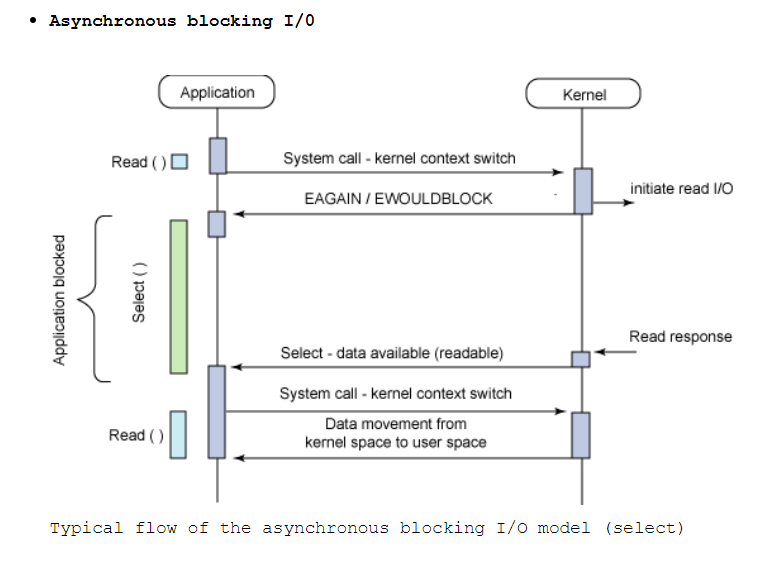 • Asynchronous blocking I/O
Application
Kernel
Read ( )
System call - kernel context switch
initiate read I/O
EAGAIN / EWOULDBLOCK
Application blocked
Select ( )
Read response
Select - data available (readable)
System call - kernel context switch
Read ( )
Data movement from
kernel space to user space
Typical flow of the asynchronous blocking I/O model (select)